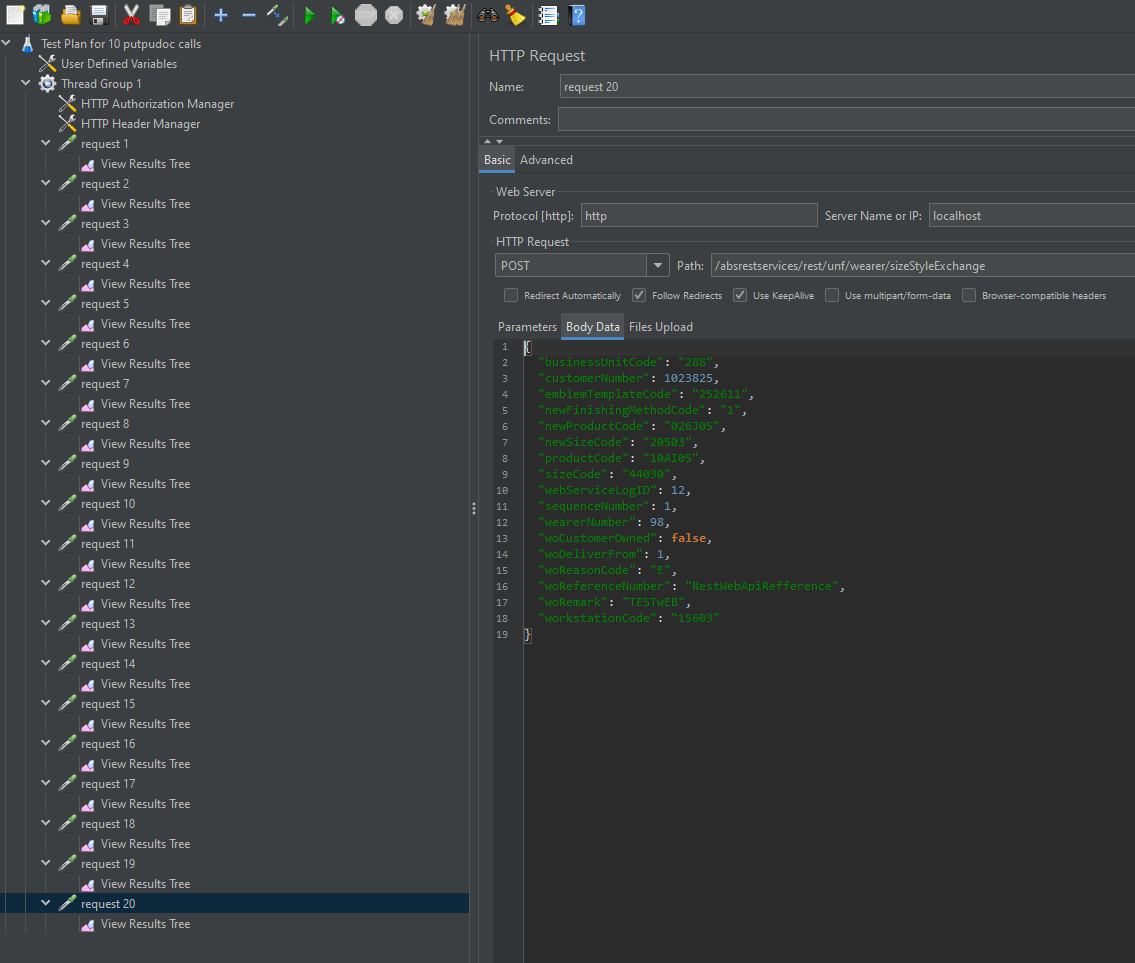 Test Plan for 10 putpudoc calls
User Defined Variables
Thread Group 1
HTTP Authorization Manager
HTTP Header Manager
request 1
View Results Tree
request 2
View Results Tree
request 3
View Results Tree
request 4
View Results Tree
request 5
View Results Tree
request 6
View Results Tree
request 7
View Results Tree
request 8
View Results Tree
request 9
View Results Tree
request 10
View Results Tree
request 11
View Results Tree
request 12
View Results Tree
request 13
View Results Tree
request 14
View Results Tree
request 15
View Results Tree
request 16
View Results Tree
request 17
View Results Tree
request 18
View Results Tree
request 19
View Results Tree
request 20
View Results Tree
HTTP Request
Name: request 20
Comments:
Basic Advanced
Web Server
Protocol [http]: http Server Name or IP: localhost
HTTP Request
POST Path: /absrestservices/rest/unf/wearer/sizeStyleExchange
Redirect Automatically Follow Redirects Use KeepAlive Use multipart/form-data Browser-compatible headers
Parameters Body Data Files Upload
1 {
2 "businessUnitCode": "288",
3 "customerNumber": 1023825,
4 "emblemTemplateCode": "252611",
5 "newFinishingMethodCode": "1",
6 "newProductCode": "026J05",
7 "newSizeCode": "20503",
8 "productCode": "10AI05",
9 "sizeCode": "44030",
10 "webServiceLogID": 12,
11 "sequenceNumber": 1,
12 "wearerNumber": 98,
13 "woCustomerOwned": false,
14 "woDeliverFrom": 1,
15 "woReasonCode": "E",
16 "woReferenceNumber": "RestWebApiRefference",
17 "woRemark": "TESTwEB",
18 "workstationCode": "15603"
19 }